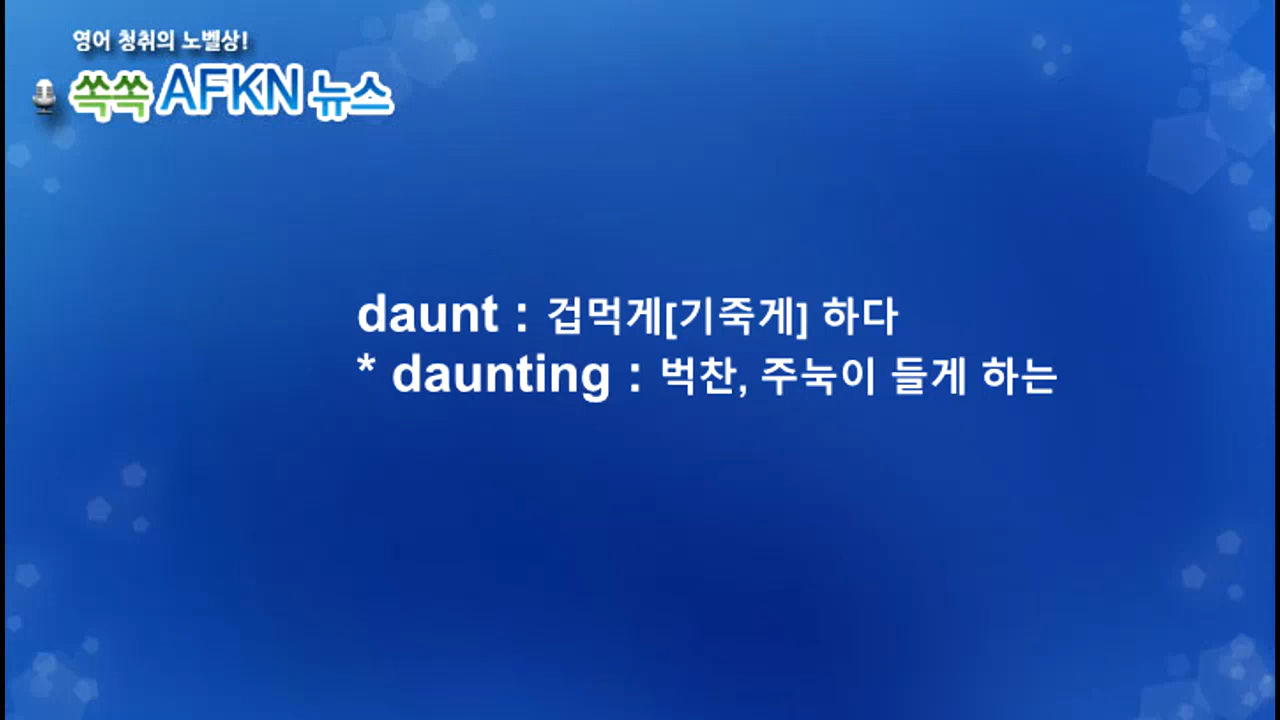 영어 청취의 노벨상!
쏙쏙 AFKN 뉴스
daunt : 겁먹게[기죽게] 하다
* daunting : 벅찬, 주눅이 들게 하는